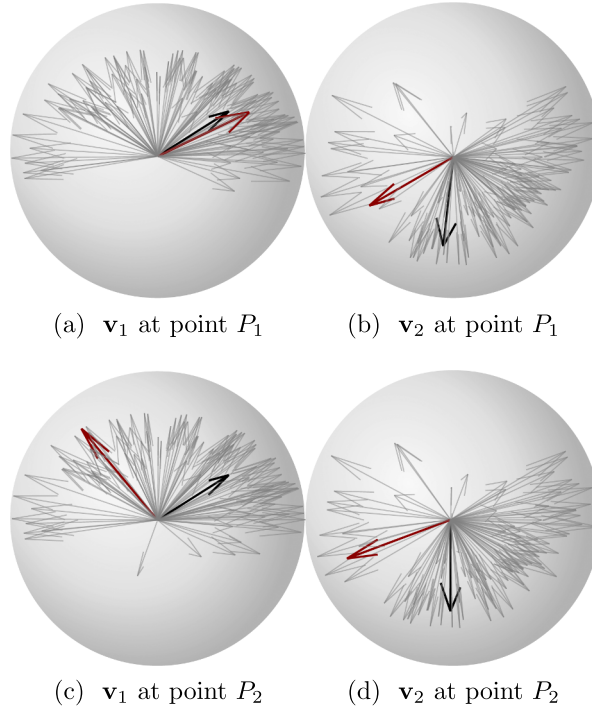 (a) v₁ at point P₁
(b) v₂ at point P₁
(c) v₁ at point P₂
(d) v₂ at point P₂